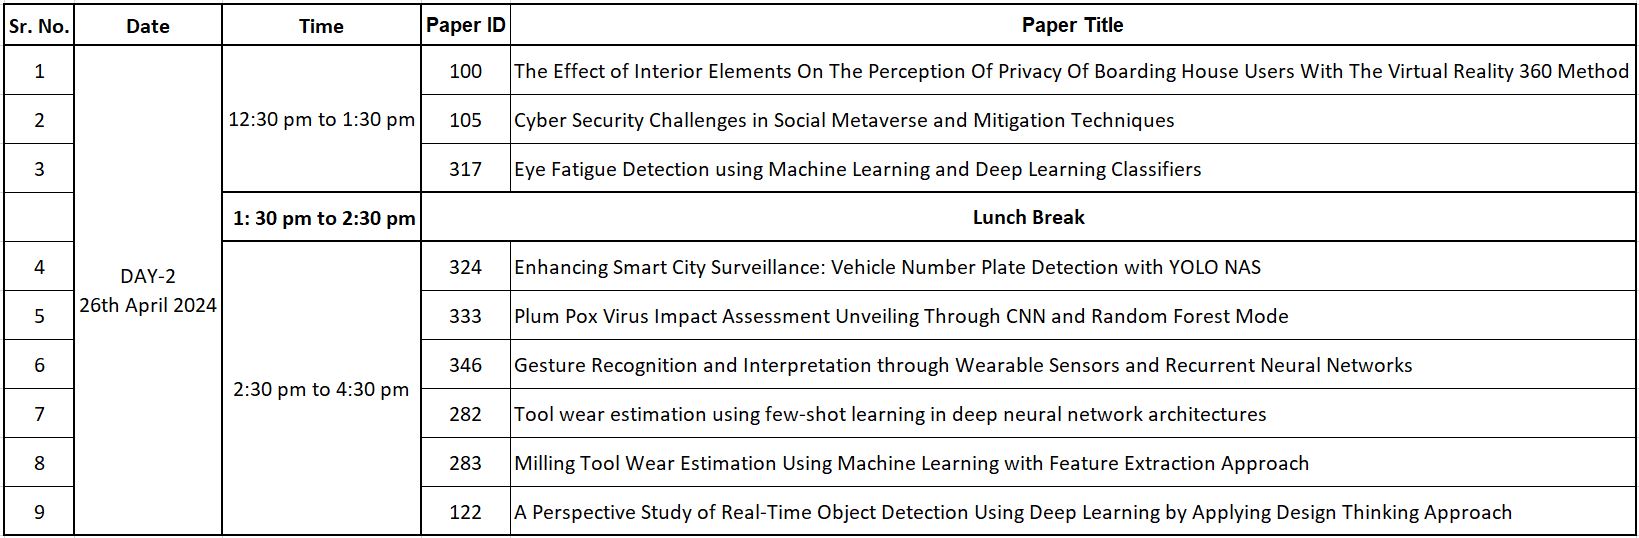 Sr. No. Date Time Paper ID Paper Title
1 100 The Effect of Interior Elements On The Perception Of Privacy Of Boarding House Users With The Virtual Reality 360 Method
12:30 pm to 1:30 pm
2 105 Cyber Security Challenges in Social Metaverse and Mitigation Techniques
3 317 Eye Fatigue Detection using Machine Learning and Deep Learning Classifiers
1: 30 pm to 2:30 pm Lunch Break
DAY-2
26th April 2024
4 324 Enhancing Smart City Surveillance: Vehicle Number Plate Detection with YOLO NAS
5 333 Plum Pox Virus Impact Assessment Unveiling Through CNN and Random Forest Mode
6 346 Gesture Recognition and Interpretation through Wearable Sensors and Recurrent Neural Networks
2:30 pm to 4:30 pm
7 282 Tool wear estimation using few-shot learning in deep neural network architectures
8 283 Milling Tool Wear Estimation Using Machine Learning with Feature Extraction Approach
9 122 A Perspective Study of Real-Time Object Detection Using Deep Learning by Applying Design Thinking Approach